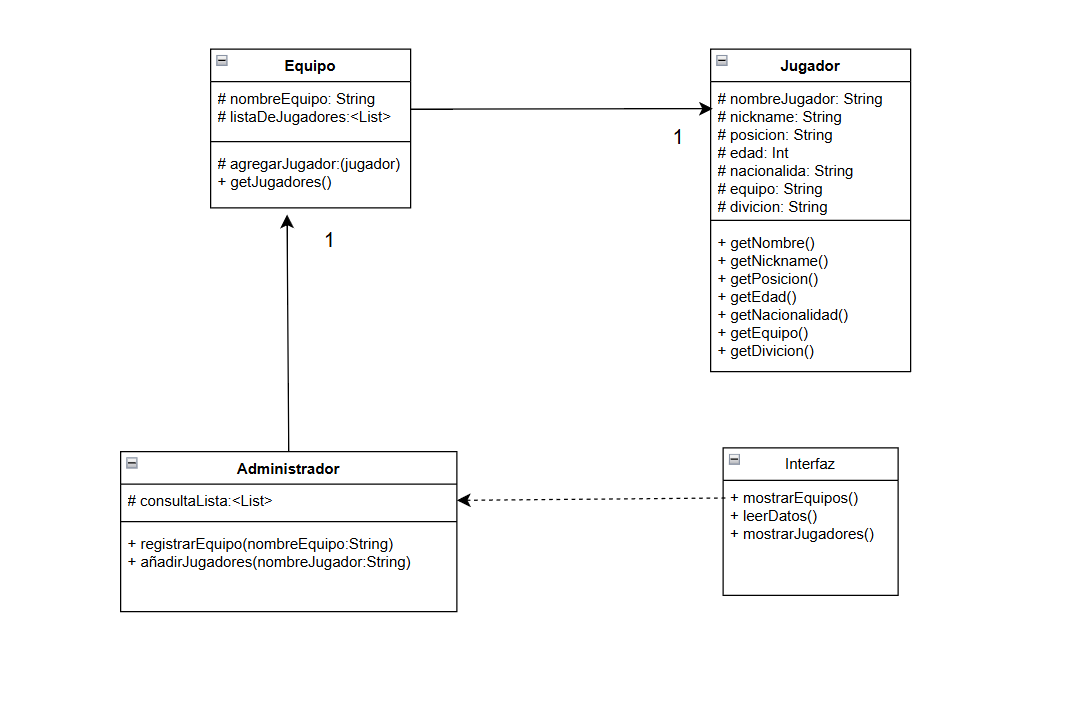 Equipo
# nombreEquipo: String
# listaDeJugadores:<List>
# agregarJugador:(jugador)
+ getJugadores()
1
Jugador
# nombreJugador: String
# nickname: String
# posicion: String
# edad: Int
# nacionalida: String
# equipo: String
# divicion: String
+ getNombre()
+ getNickname()
+ getPosicion()
+ getEdad()
+ getNacionalidad()
+ getEquipo()
+ getDivicion()
1
Administrador
# consultaLista:<List>
+ registrarEquipo(nombreEquipo:String)
+ añadirJugadores(nombreJugador:String)
Interfaz
+ mostrarEquipos()
+ leerDatos()
+ mostrarJugadores()